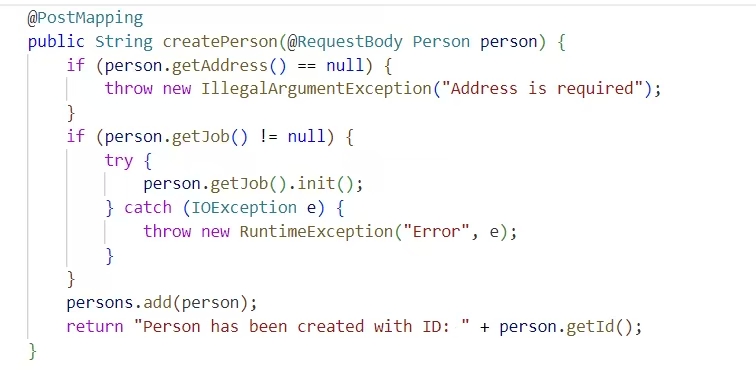 @PostMapping
public String createPerson(@RequestBody Person person) {
    if (person.getAddress() == null) {
        throw new IllegalArgumentException("Address is required");
    }
    if (person.getJob() != null) {
        try {
            person.getJob().init();
        } catch (IOException e) {
            throw new RuntimeException("Error", e);
        }
    }
    persons.add(person);
    return "Person has been created with ID: " + person.getId();
}